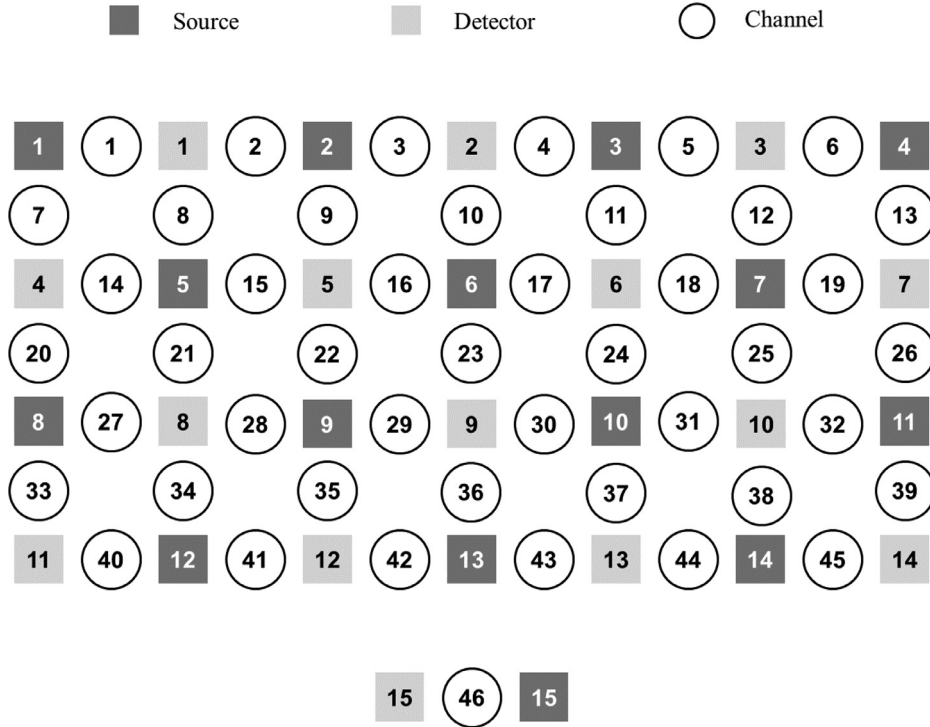 Source Detector Channel
1 1 1 2 2 3 2 4 3 5 3 6 4
7 8 9 10 11 12 13
4 14 5 15 5 16 6 17 6 18 7 19 7
20 21 22 23 24 25 26
8 27 8 28 9 29 9 30 10 31 10 32 11
33 34 35 36 37 38 39
11 40 12 41 12 42 13 43 13 44 14 45 14
15 46 15